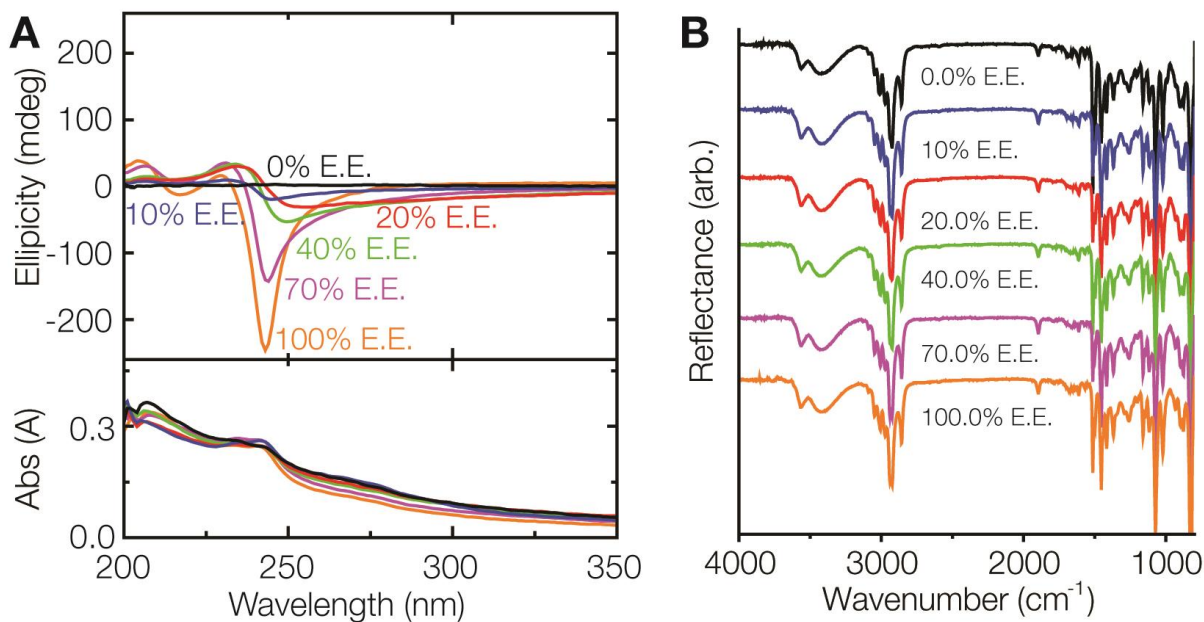 A
Ellipicity (mdeg)
200
100
0
-100
-200
0% E.E.
10% E.E.
20% E.E.
40% E.E.
70% E.E.
100% E.E.
Abs (A)
0.3
0.0
200 250 300 350
Wavelength (nm)
B
Reflectance (arb.)
0.0% E.E.
10% E.E.
20.0% E.E.
40.0% E.E.
70.0% E.E.
100.0% E.E.
4000 3000 2000 1000
Wavenumber (cm⁻¹)